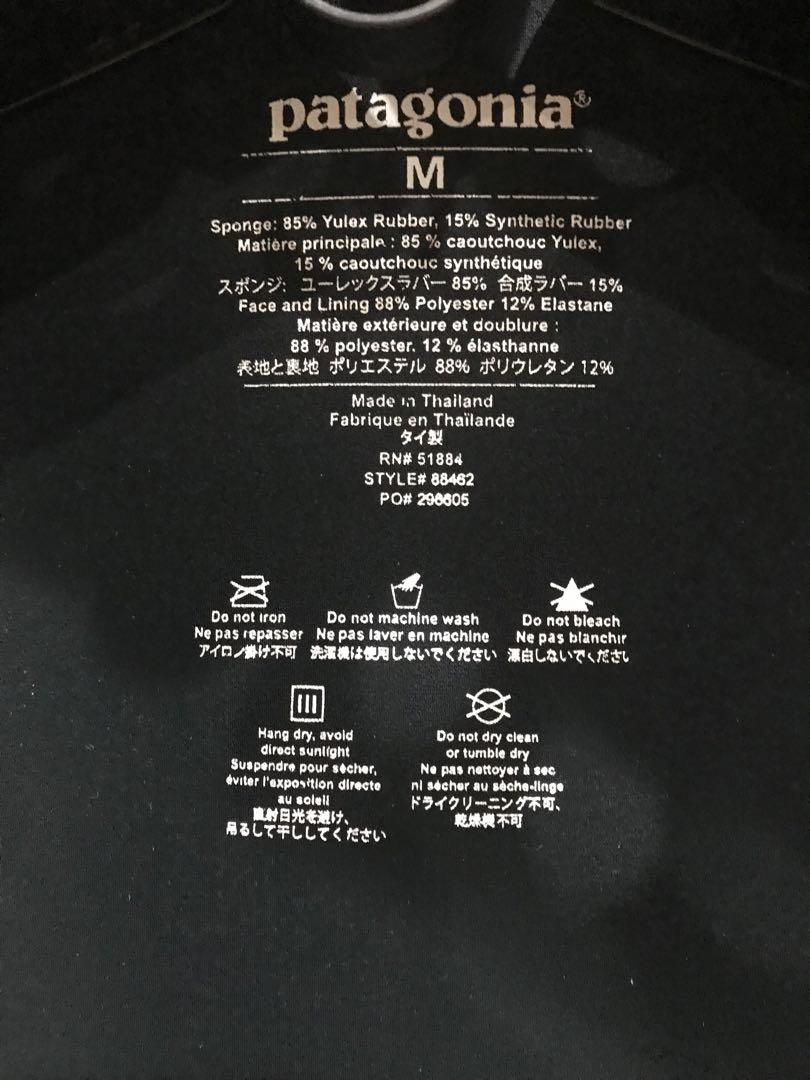 patagonia®
M
Sponge: 85% Yulex Rubber, 15% Synthetic Rubber
Matière principale : 85 % caoutchouc Yulex,
15 % caoutchouc synthétique
スポンジ: ユーレックスラバー 85% 合成ラバー 15%
Face and Lining 88% Polyester 12% Elastane
Matière extérieure et doublure :
88 % polyester. 12 % élasthanne
表地と裏地 ポリエステル 88% ポリウレタン 12%
Made in Thailand
Fabrique en Thaïlande
タイ製
RN# 51884
STYLE# 88462
PO# 296605
Do not iron Do not machine wash Do not bleach
Ne pas repasser Ne pas laver en machine Ne pas blanchir
アイロン掛け不可 洗濯機は使用しないでください 漂白しないでくださ
Hang dry, avoid
direct sunlight
Suspendre pour sècher,
éviter l'exposition directe
au soleil
直射日光を避け、
吊るして干ししてください
Do not dry clean
or tumble dry
Ne pas nettoyer à sec
ni sécher au sèche-linge
ドライクリーニング不可、
乾燥機不可